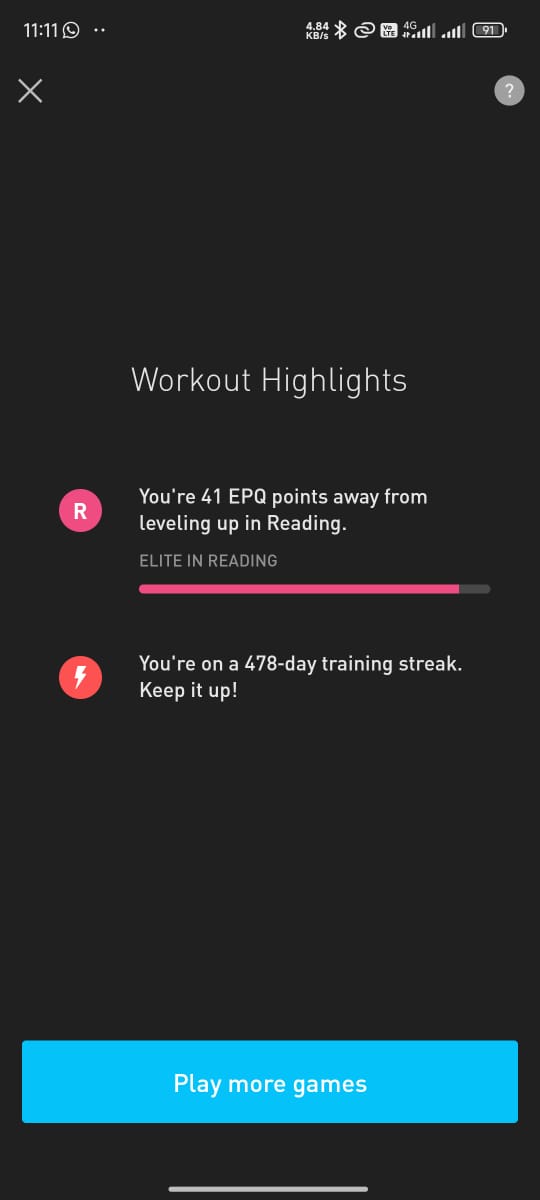 11:11 4.84 KB/s Vo LTE 4G 91
?
Workout Highlights
R
You're 41 EPQ points away from
leveling up in Reading.
ELITE IN READING
You're on a 478-day training streak.
Keep it up!
Play more games